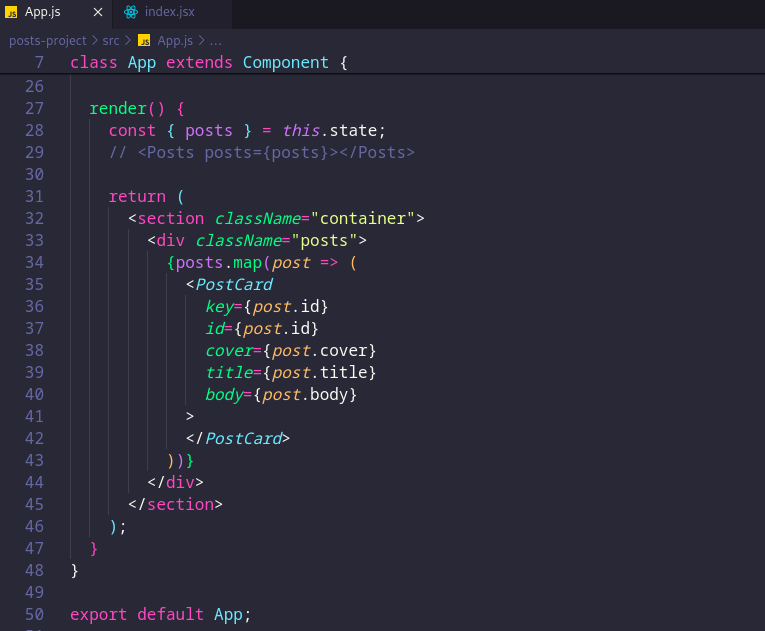 App.js × index.jsx
posts-project > src > App.js > ...
7 class App extends Component {
26
27 render() {
28 const { posts } = this.state;
29 // <Posts posts={posts}></Posts>
30
31 return (
32 <section className="container">
33 <div className="posts">
34 {posts.map(post => (
35 <PostCard
36 key={post.id}
37 id={post.id}
38 cover={post.cover}
39 title={post.title}
40 body={post.body}
41 >
42 </PostCard>
43 ))}
44 </div>
45 </section>
46 );
47 }
48 }
49
50 export default App;